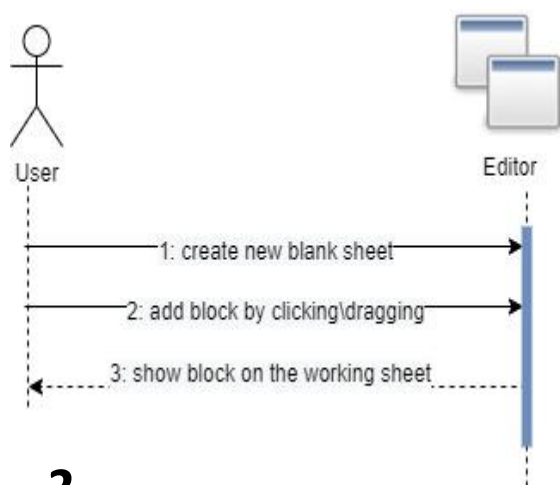 User
Editor
1: create new blank sheet
2: add block by clicking\dragging
3: show block on the working sheet